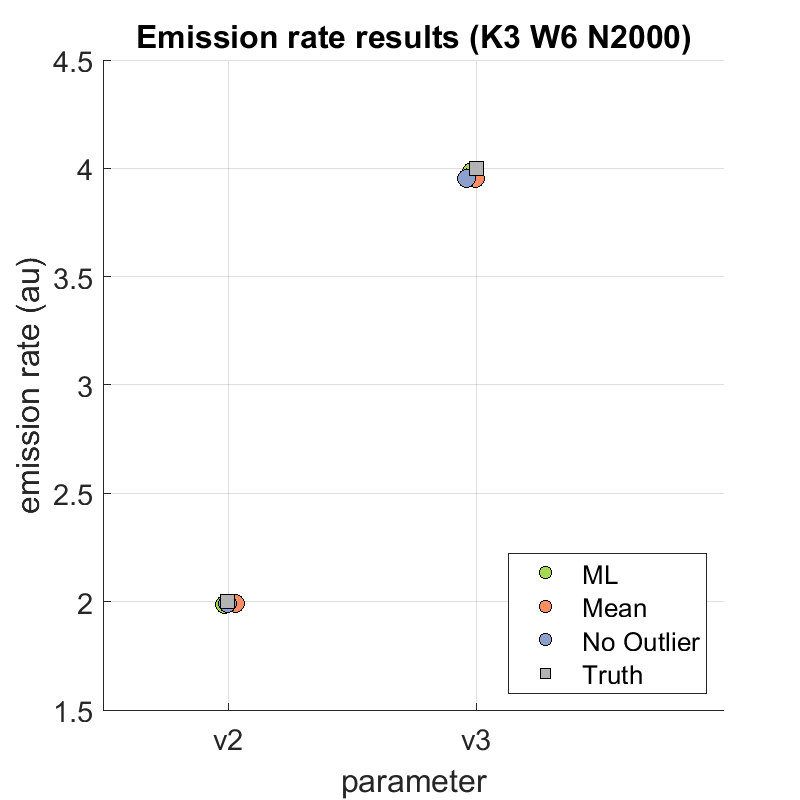 Emission rate results (K3 W6 N2000)
4.5
4
3.5
3
2.5
2
1.5
emission rate (au)
v2
v3
parameter
ML
Mean
No Outlier
Truth